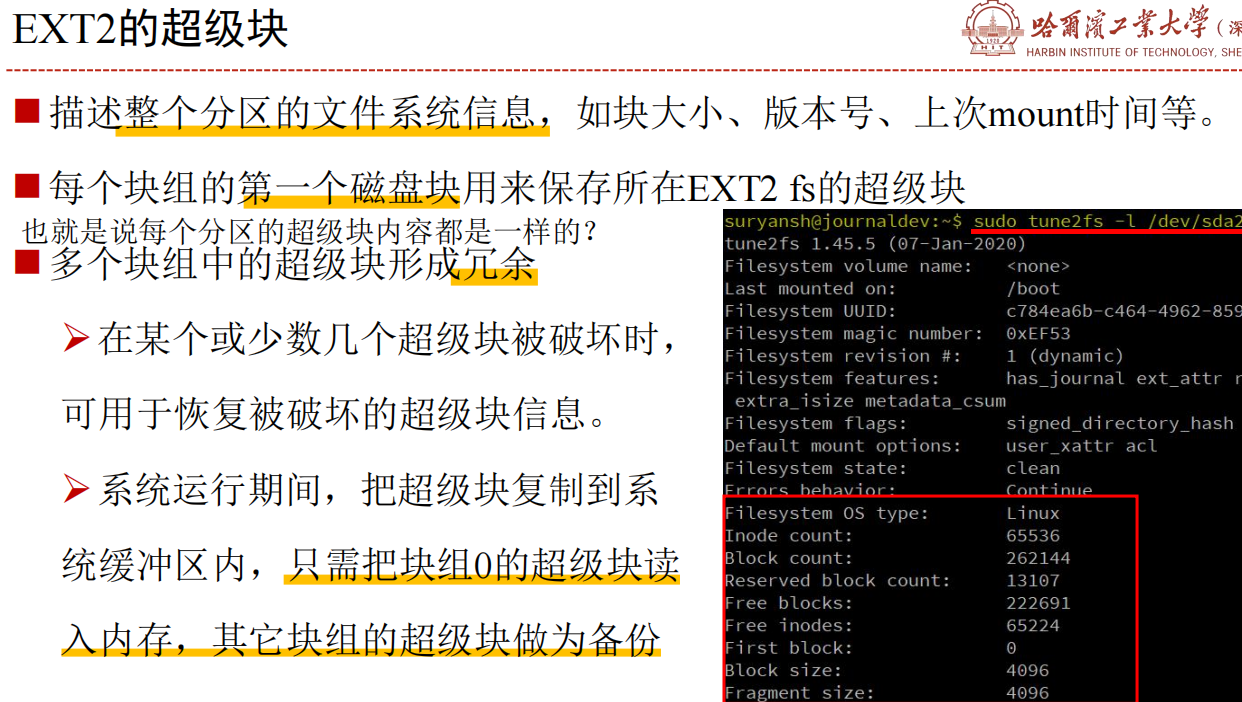 EXT2的超级块
哈爾濱工業大學(深
HARBIN INSTITUTE OF TECHNOLOGY, SHE
描述整个分区的文件系统信息，如块大小、版本号、上次mount时间等。
每个块组的第一个磁盘块用来保存所在EXT2 fs的超级块
也就是说每个分区的超级块内容都是一样的？
多个块组中的超级块形成冗余
在某个或少数几个超级块被破坏时，
可用于恢复被破坏的超级块信息。
系统运行期间，把超级块复制到系
统缓冲区内，只需把块组0的超级块读
入内存，其它块组的超级块做为备份
suryansh@journaldev:~$ sudo tune2fs -l /dev/sda2
tune2fs 1.45.5 (07-Jan-2020)
Filesystem volume name: <none>
Last mounted on: /boot
Filesystem UUID: c784ea6b-c464-4962-859
Filesystem magic number: 0xEF53
Filesystem revision #: 1 (dynamic)
Filesystem features: has_journal ext_attr r
extra_isize metadata_csum
Filesystem flags: signed_directory_hash
Default mount options: user_xattr acl
Filesystem state: clean
Errors behavior: Continue
Filesystem OS type: Linux
Inode count: 65536
Block count: 262144
Reserved block count: 13107
Free blocks: 222691
Free inodes: 65224
First block: 0
Block size: 4096
Fragment size: 4096